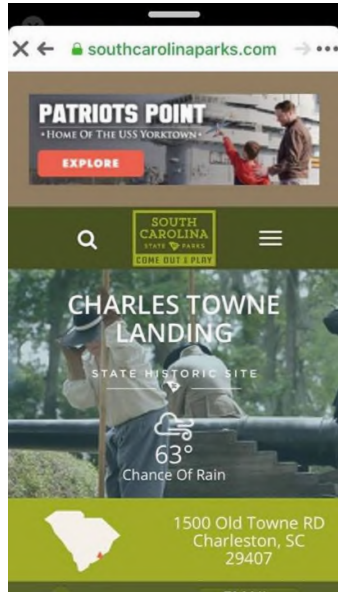 southcarolinaparks.com
PATRIOTS POINT
•HOME OF THE USS YORKTOWN•
EXPLORE
SOUTH
CAROLINA
STATE PARKS
COME OUT & PLAY
CHARLES TOWNE
LANDING
STATE HISTORIC SITE
63°
Chance Of Rain
1500 Old Towne RD
Charleston, SC
29407